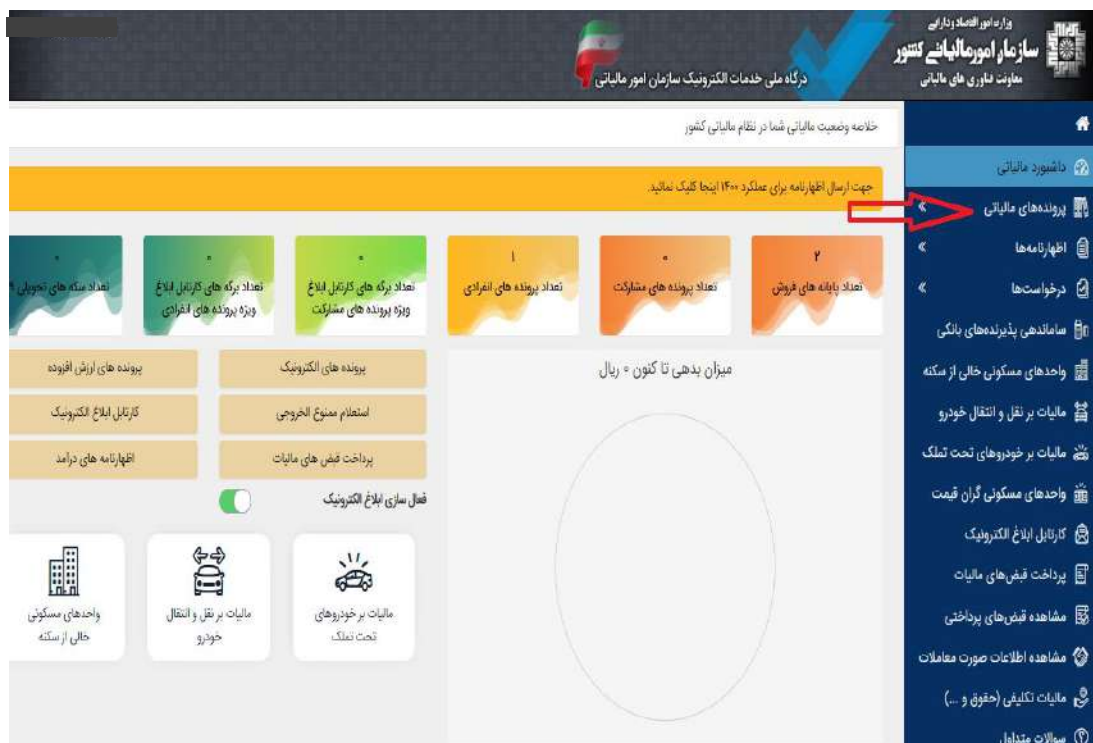 وزارت امور اقتصاد و دارایی
سازمان امور مالیاتی کشور
معاونت فناوری های مالیاتی
درگاه ملی خدمات الکترونیک سازمان امور مالیاتی
داشبورد مالیاتی
پرونده‌های مالیاتی
اظهارنامه‌ها
درخواست‌ها
ساماندهی پذیرنده‌های بانکی
واحدهای مسکونی خالی از سکنه
مالیات بر نقل و انتقال خودرو
مالیات بر خودروهای تحت تملک
واحدهای مسکونی گران قیمت
کارتابل ابلاغ الکترونیک
پرداخت قبض‌های مالیات
مشاهده قبض‌های پرداختی
مشاهده اطلاعات صورت معاملات
مالیات تکلیفی (حقوق و ...)
سوالات متداول
خلاصه وضعیت مالیاتی شما در نظام مالیاتی کشور
جهت ارسال اظهارنامه برای عملکرد ۱۴۰۰ اینجا کلیک نمائید.
۲
تعداد پایانه های فروش
۰
تعداد پرونده های مشارکت
۱
تعداد پرونده های انفرادی
۰
تعداد برگه های کارتابل ابلاغ
ویژه پرونده های مشارکت
۰
تعداد برگه های کارتابل ابلاغ
ویژه پرونده های انفرادی
۰
تعداد سکه های تحویلی
میزان بدهی تا کنون ۰ ریال
پرونده های الکترونیک
پرونده های ارزش افزوده
استعلام ممنوع الخروجی
کارتابل ابلاغ الکترونیک
پرداخت قبض های مالیات
اظهارنامه های درآمد
فعال سازی ابلاغ الکترونیک
مالیات بر خودروهای
تحت تملک
مالیات بر نقل و انتقال
خودرو
واحدهای مسکونی
خالی از سکنه